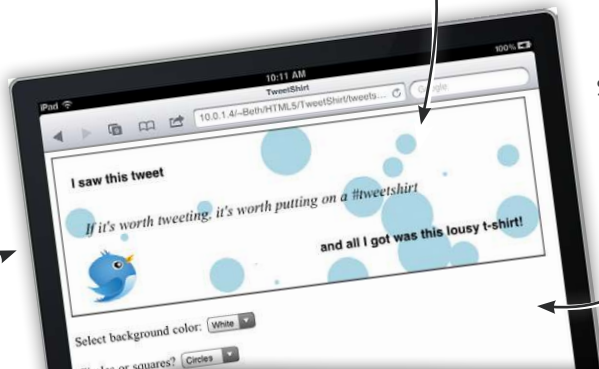 iPad
10:11 AM
100%
TweetShirt
10.0.1.4/~Beth/HTML5/TweetShirt/tweets...
I saw this tweet
If it's worth tweeting, it's worth putting on a #tweetshirt
and all I got was this lousy t-shirt!
Select background color: White
or squares? Circles